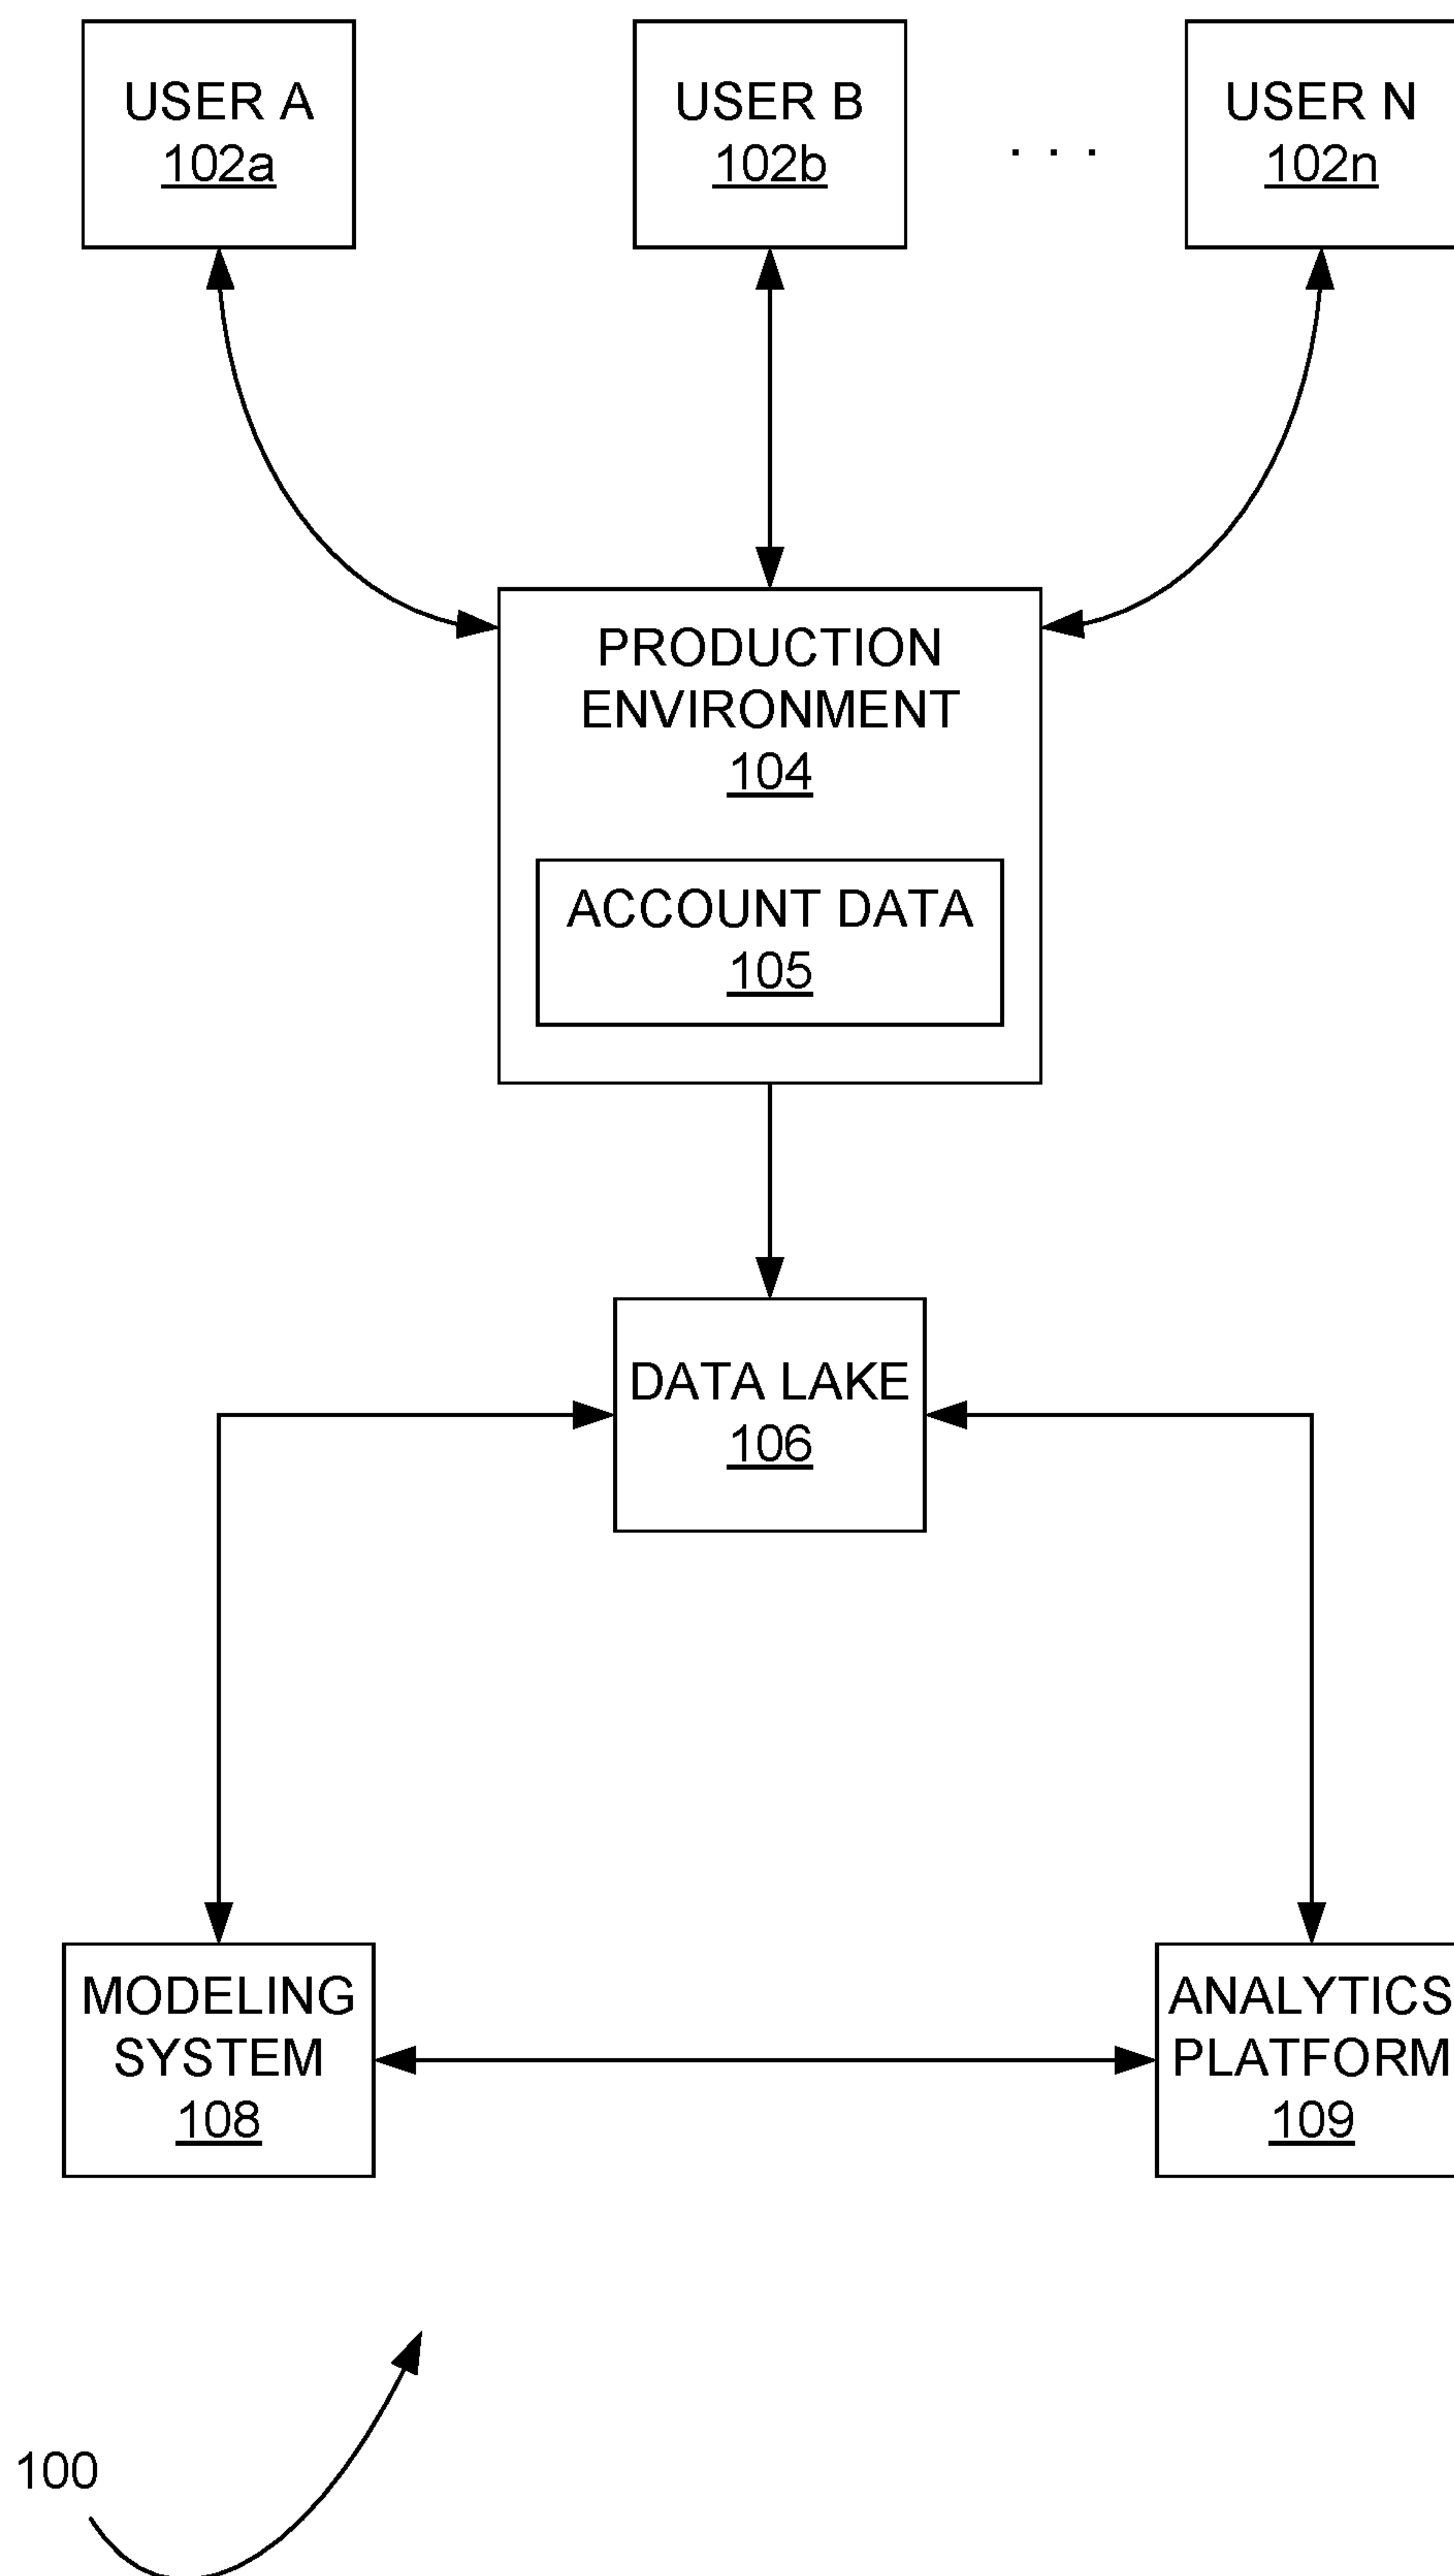 USER A
102a
USER B
102b
. . .
USER N
102n
PRODUCTION
ENVIRONMENT
104
ACCOUNT DATA
105
DATA LAKE
106
MODELING
SYSTEM
108
ANALYTICS
PLATFORM
109
100